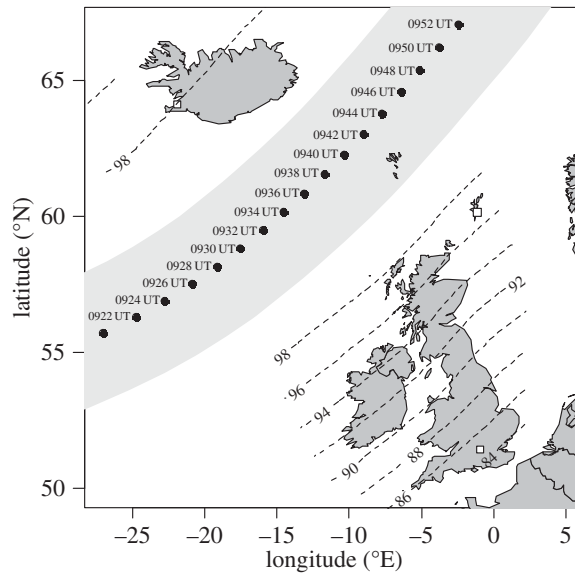 0952 UT
0950 UT
0948 UT
0946 UT
0944 UT
0942 UT
0940 UT
0938 UT
0936 UT
0934 UT
0932 UT
0930 UT
0928 UT
0926 UT
0924 UT
0922 UT
98
98
96
94
92
90
88
86
84
65
60
55
50
latitude (°N)
–25 –20 –15 –10 –5 0 5
longitude (°E)